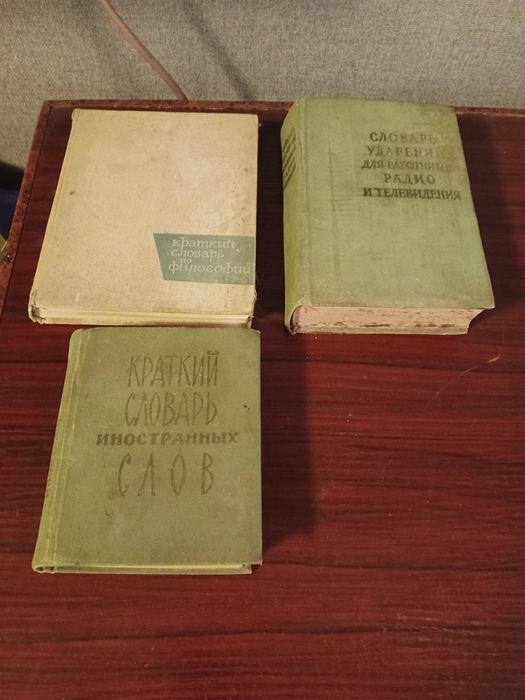 краткий
словарь
по
философии
СЛОВАРЬ
УДАРЕНИЙ
ДЛЯ РАБОТНИКОВ
РАДИО
И ТЕЛЕВИДЕНИЯ
КРАТКИЙ
СЛОВАРЬ
ИНОСТРАННЫХ
СЛОВ